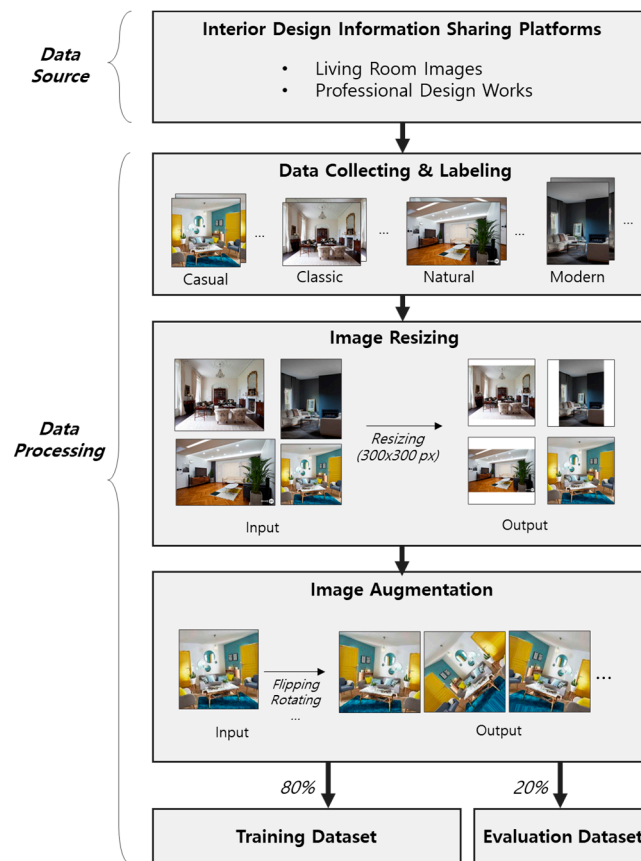 Data
Source
Interior Design Information Sharing Platforms
• Living Room Images
• Professional Design Works
Data
Processing
Data Collecting & Labeling
... ... ...
Casual Classic Natural Modern
Image Resizing
Resizing
(300x300 px)
Input Output
Image Augmentation
Flipping
Rotating
...
...
Input Output
80% 20%
Training Dataset Evaluation Dataset